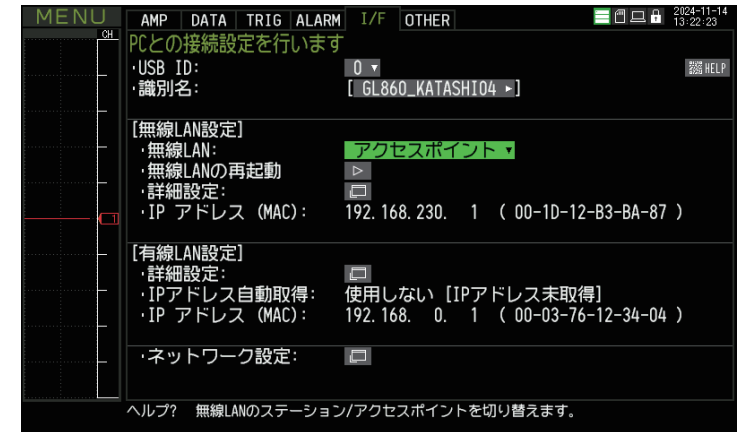 MENU AMP DATA TRIG ALARM I/F OTHER 2024-11-14
13:22:23
CH
PCとの接続設定を行います
・USB ID: 0 ▼
HELP
・識別名: [ GL860_KATASHI04 ▸]
[無線LAN設定]
・無線LAN: アクセスポイント ▼
・無線LANの再起動 ▷
・詳細設定:
・IP アドレス (MAC): 192.168.230. 1 ( 00-1D-12-B3-BA-87 )
1
[有線LAN設定]
・詳細設定:
・IPアドレス自動取得: 使用しない [IPアドレス未取得]
・IP アドレス (MAC): 192.168. 0. 1 ( 00-03-76-12-34-04 )
・ネットワーク設定:
ヘルプ? 無線LANのステーション/アクセスポイントを切り替えます。